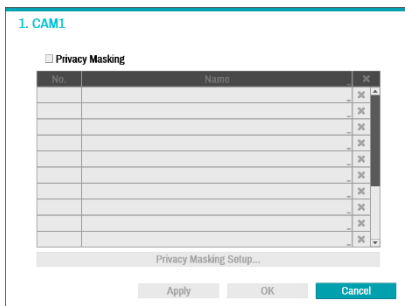 1. CAM1
Privacy Masking
No. Name
Privacy Masking Setup...
Apply OK Cancel